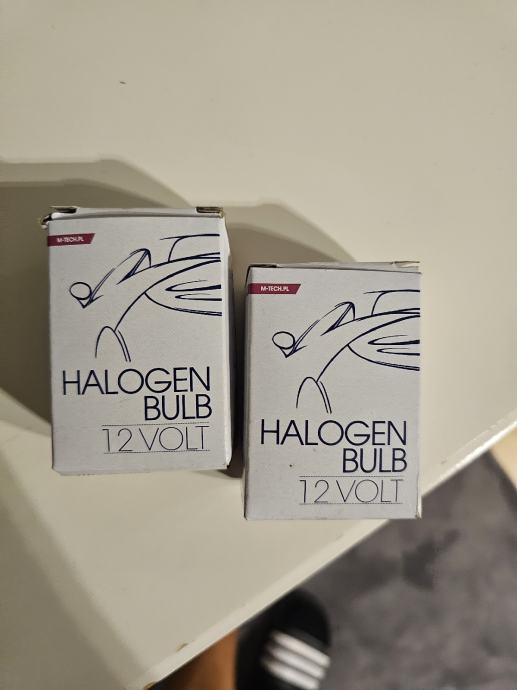 M-TECH.PL
HALOGEN
BULB
12 VOLT
M-TECH.PL
HALOGEN
BULB
12 VOLT